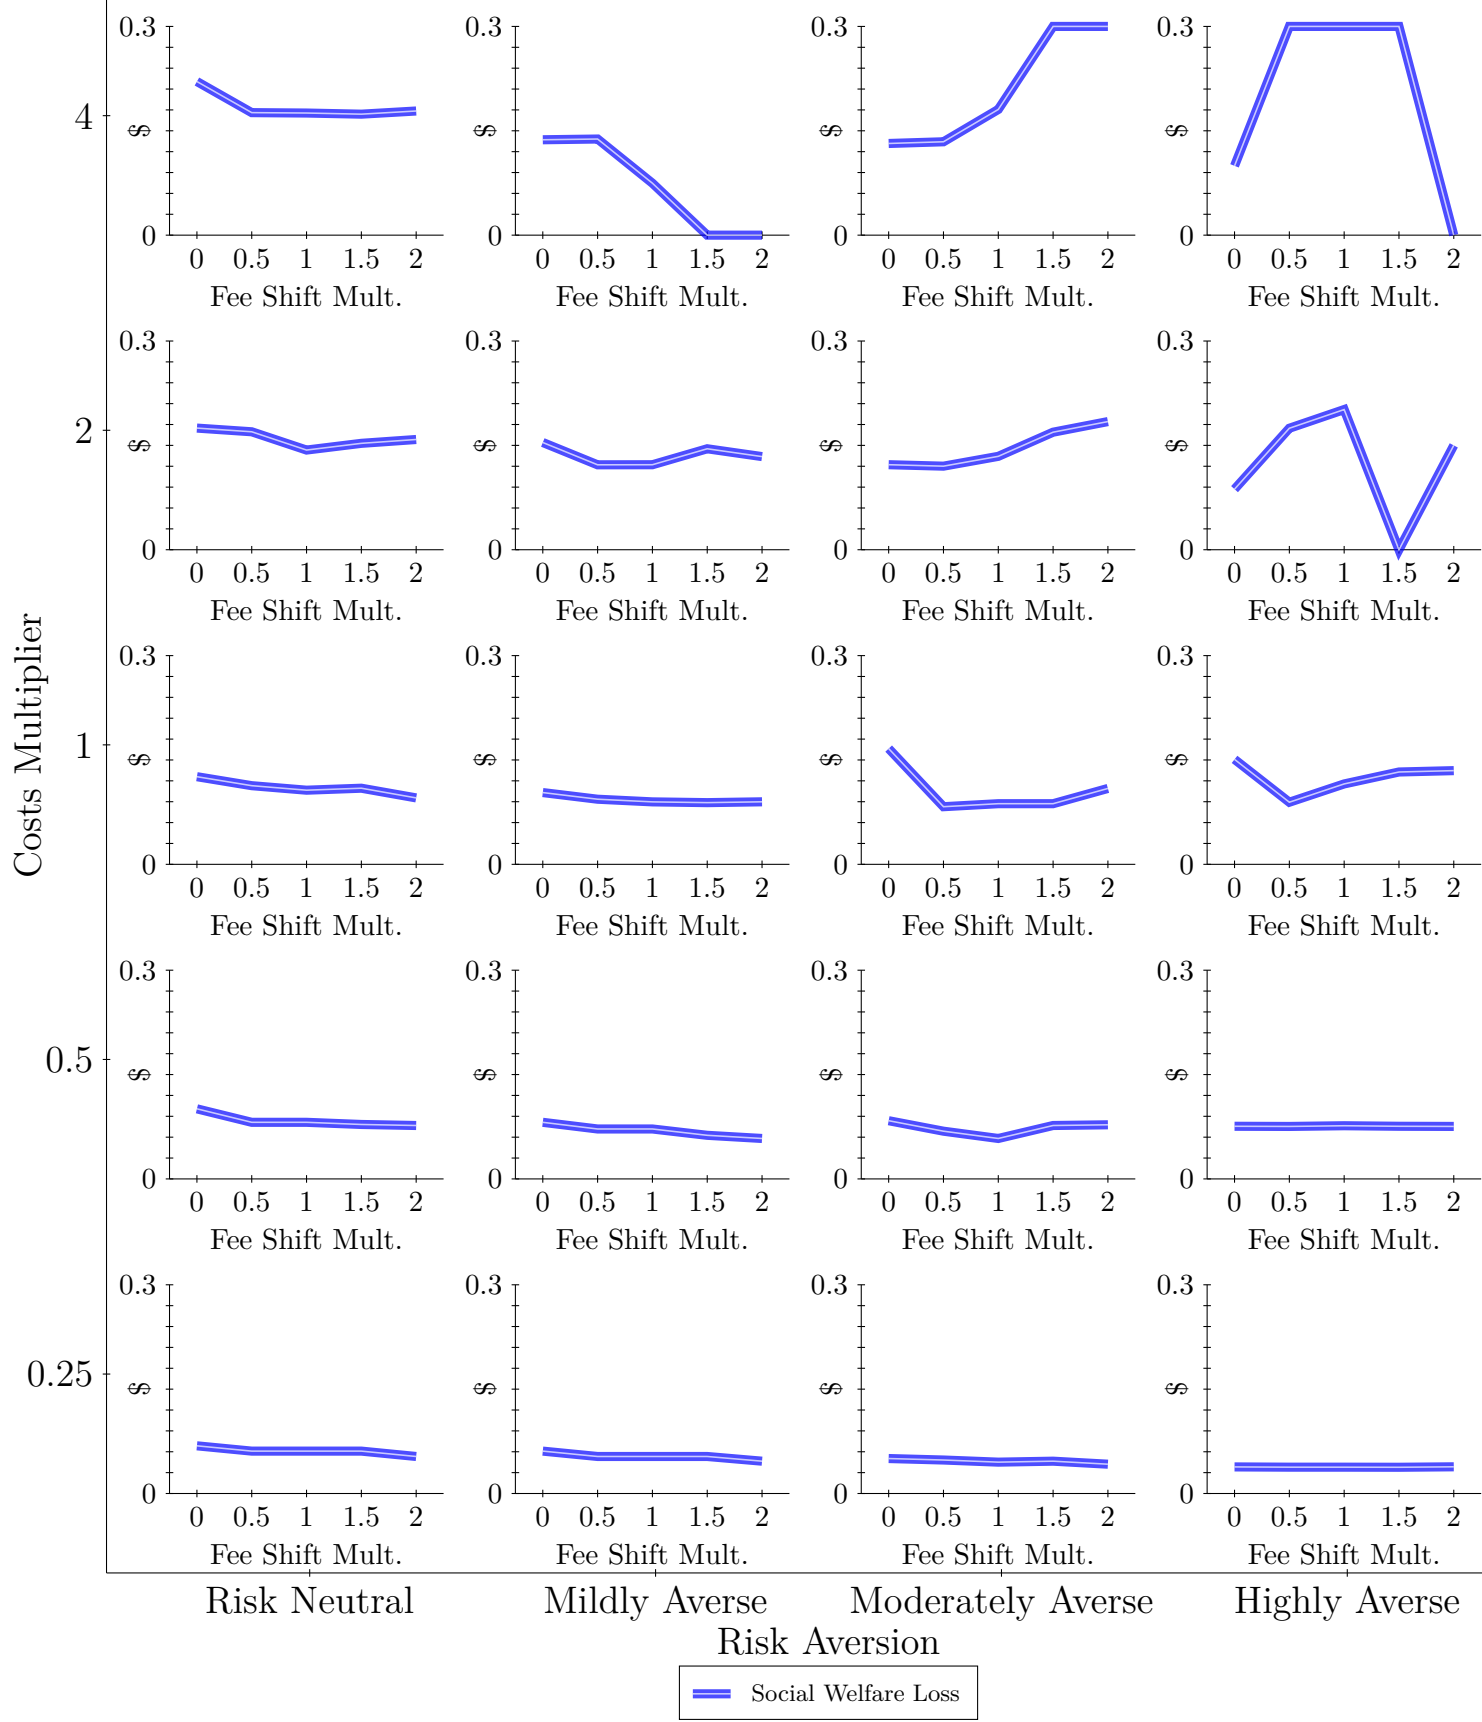 0.3 0.3 0.3 0.3
4 $ $ $ $
0 0 0 0
0 0.5 1 1.5 2 0 0.5 1 1.5 2 0 0.5 1 1.5 2 0 0.5 1 1.5 2
Fee Shift Mult. Fee Shift Mult. Fee Shift Mult. Fee Shift Mult.
0.3 0.3 0.3 0.3
2 $ $ $ $
0 0 0 0
0 0.5 1 1.5 2 0 0.5 1 1.5 2 0 0.5 1 1.5 2 0 0.5 1 1.5 2
Fee Shift Mult. Fee Shift Mult. Fee Shift Mult. Fee Shift Mult.
Costs Multiplier
0.3 0.3 0.3 0.3
1 $ $ $ $
0 0 0 0
0 0.5 1 1.5 2 0 0.5 1 1.5 2 0 0.5 1 1.5 2 0 0.5 1 1.5 2
Fee Shift Mult. Fee Shift Mult. Fee Shift Mult. Fee Shift Mult.
0.3 0.3 0.3 0.3
0.5 $ $ $ $
0 0 0 0
0 0.5 1 1.5 2 0 0.5 1 1.5 2 0 0.5 1 1.5 2 0 0.5 1 1.5 2
Fee Shift Mult. Fee Shift Mult. Fee Shift Mult. Fee Shift Mult.
0.3 0.3 0.3 0.3
0.25 $ $ $ $
0 0 0 0
0 0.5 1 1.5 2 0 0.5 1 1.5 2 0 0.5 1 1.5 2 0 0.5 1 1.5 2
Fee Shift Mult. Fee Shift Mult. Fee Shift Mult. Fee Shift Mult.
Risk Neutral Mildly Averse Moderately Averse Highly Averse
Risk Aversion
Social Welfare Loss